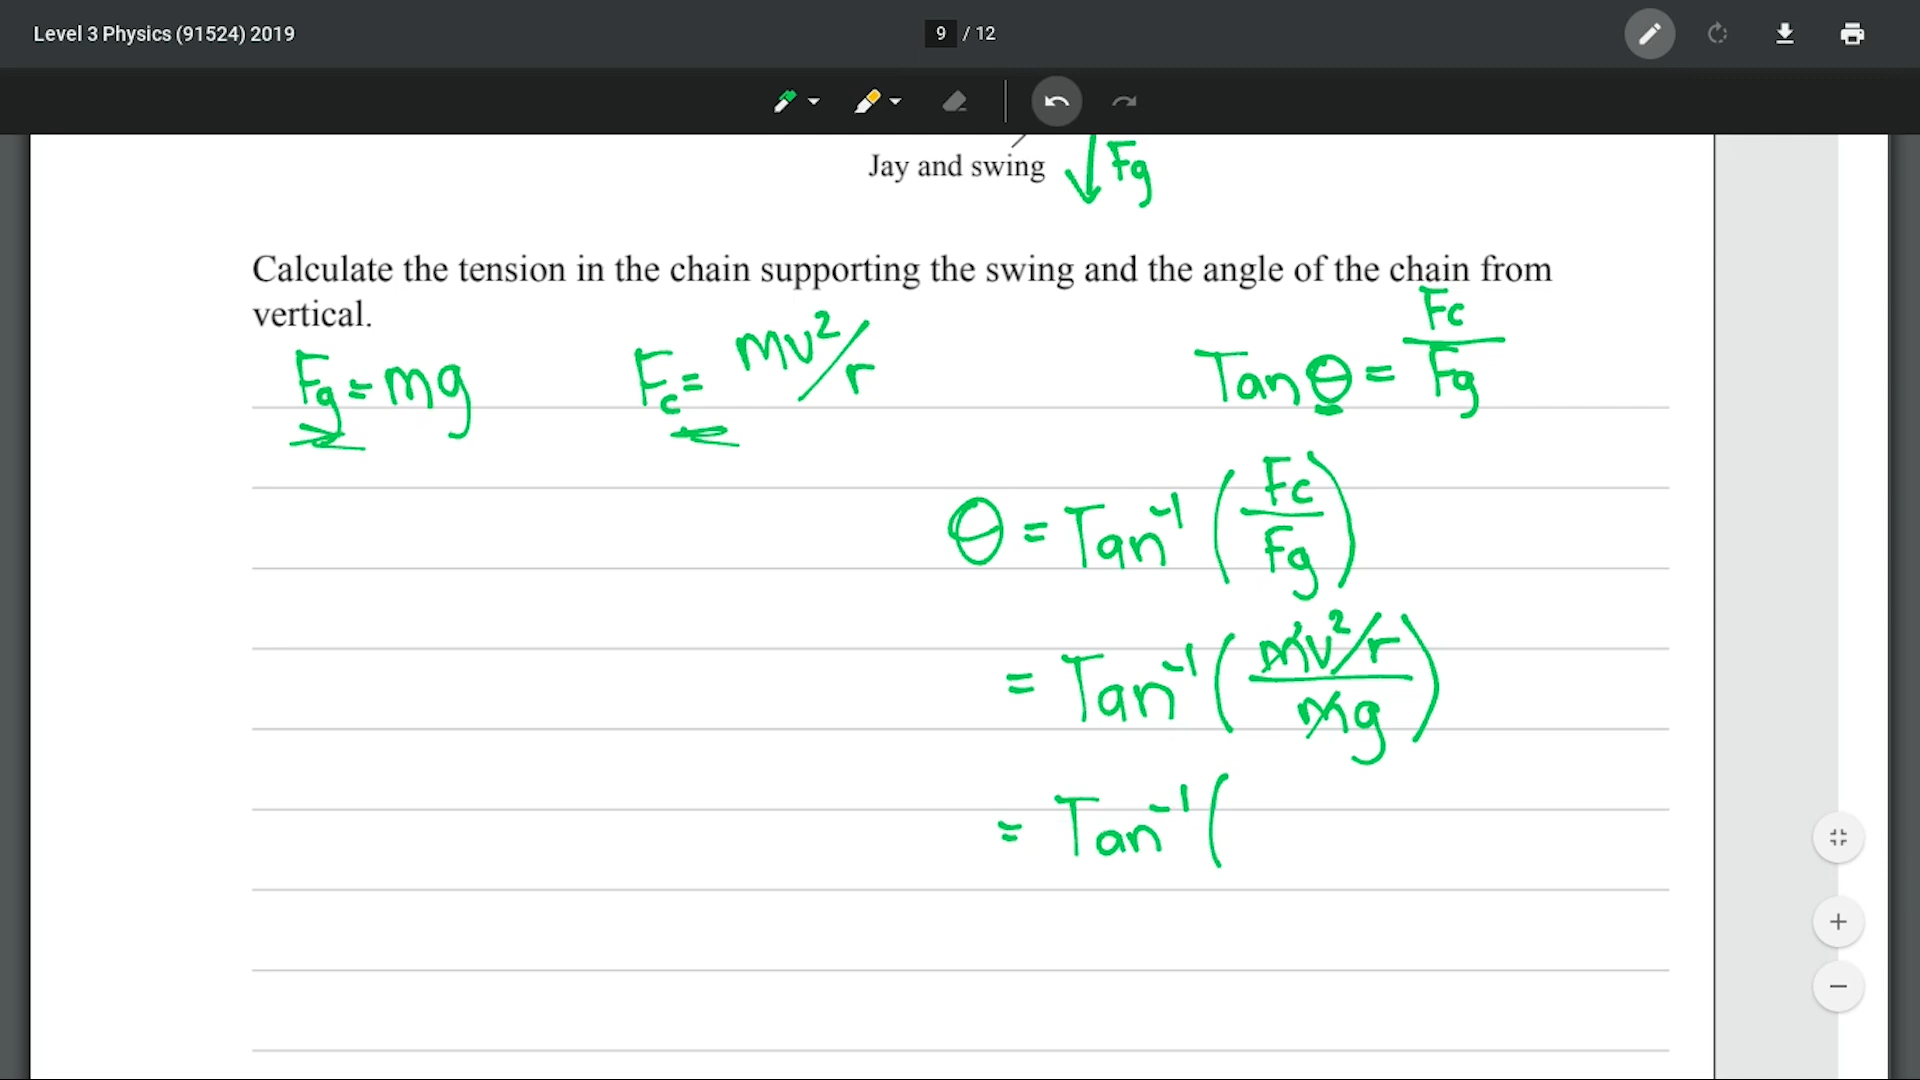 Level 3 Physics (91524) 2019
9 / 12
Jay and swing
Fg
Calculate the tension in the chain supporting the swing and the angle of the chain from
vertical.
Fg = mg
Fc = mv²/r
Tan θ = Fc/Fg
θ = Tan⁻¹ (Fc/Fg)
= Tan⁻¹ (mv²/r / mg)
= Tan⁻¹ (